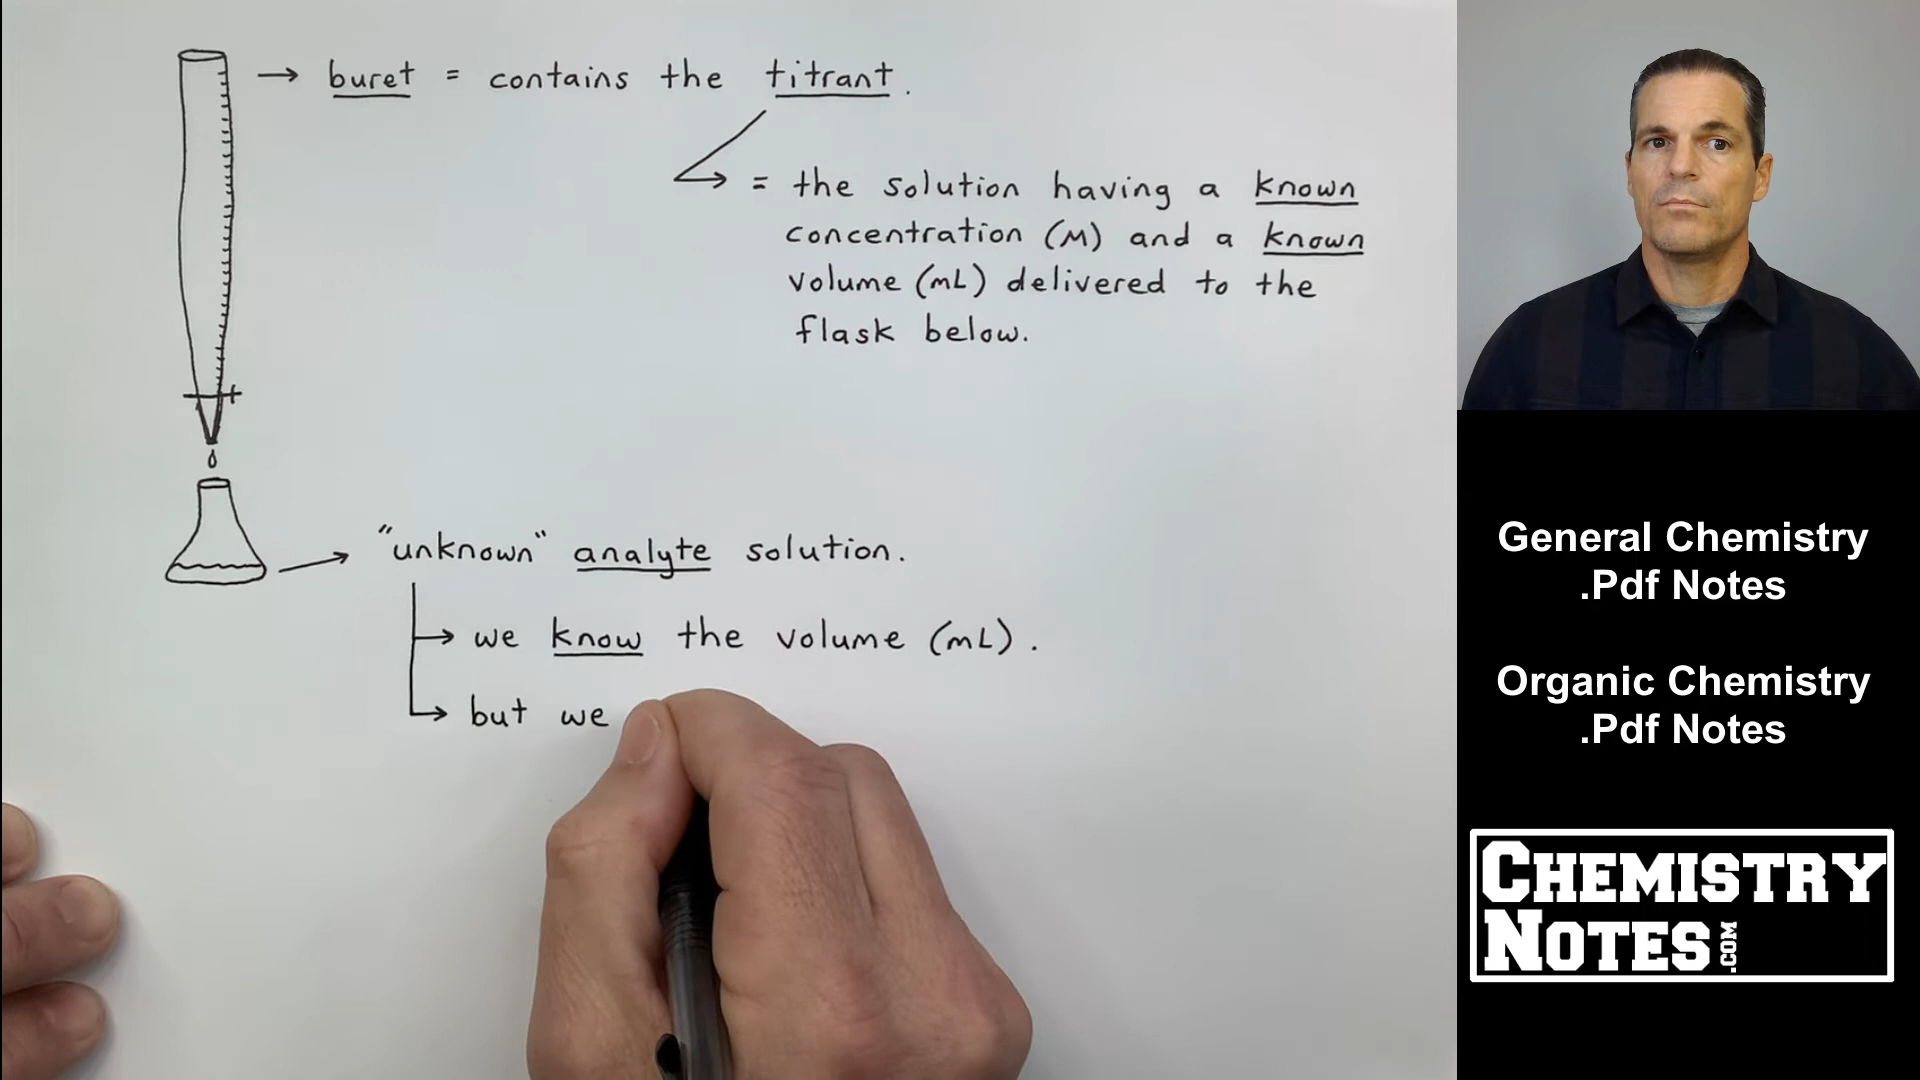 → buret = contains the titrant.
= the solution having a known
concentration (M) and a known
volume (mL) delivered to the
flask below.
"unknown" analyte solution.
we know the volume (mL).
but we
General Chemistry
.Pdf Notes
Organic Chemistry
.Pdf Notes
CHEMISTRY
NOTES.COM